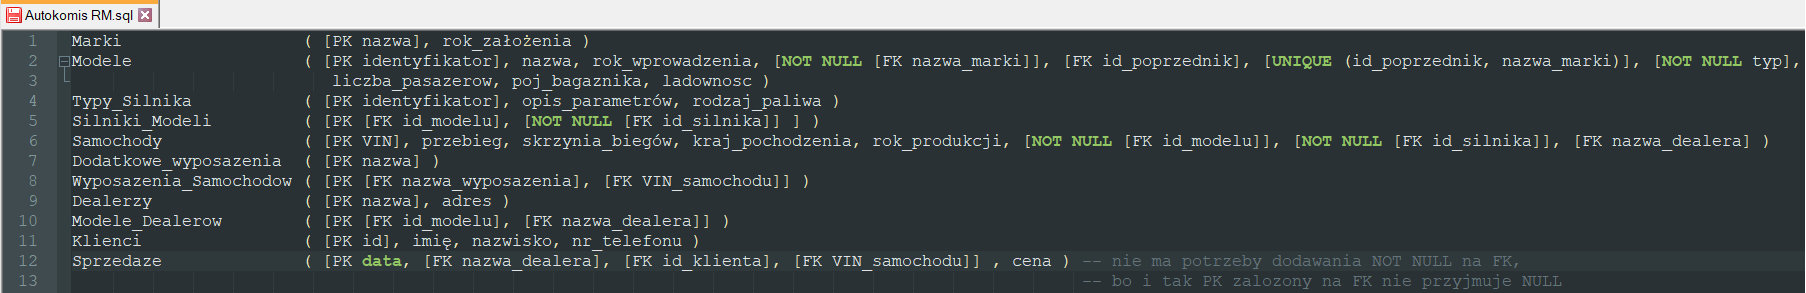 Autokomis RM.sql
1 Marki ( [PK nazwa], rok_założenia )
2 Modele ( [PK identyfikator], nazwa, rok_wprowadzenia, [NOT NULL [FK nazwa_marki]], [FK id_poprzednik], [UNIQUE (id_poprzednik, nazwa_marki)], [NOT NULL typ],
3 liczba_pasazerow, poj_bagaznika, ladownosc )
4 Typy_Silnika ( [PK identyfikator], opis_parametrów, rodzaj_paliwa )
5 Silniki_Modeli ( [PK [FK id_modelu], [NOT NULL [FK id_silnika]] ] )
6 Samochody ( [PK VIN], przebieg, skrzynia_biegów, kraj_pochodzenia, rok_produkcji, [NOT NULL [FK id_modelu]], [NOT NULL [FK id_silnika]], [FK nazwa_dealera] )
7 Dodatkowe_wyposazenia ( [PK nazwa] )
8 Wyposazenia_Samochodow ( [PK [FK nazwa_wyposazenia], [FK VIN_samochodu]] )
9 Dealerzy ( [PK nazwa], adres )
10 Modele_Dealerow ( [PK [FK id_modelu], [FK nazwa_dealera]] )
11 Klienci ( [PK id], imię, nazwisko, nr_telefonu )
12 Sprzedaze ( [PK data, [FK nazwa_dealera], [FK id_klienta], [FK VIN_samochodu]] , cena ) -- nie ma potrzeby dodawania NOT NULL na FK,
13 -- bo i tak PK zalozony na FK nie przyjmuje NULL